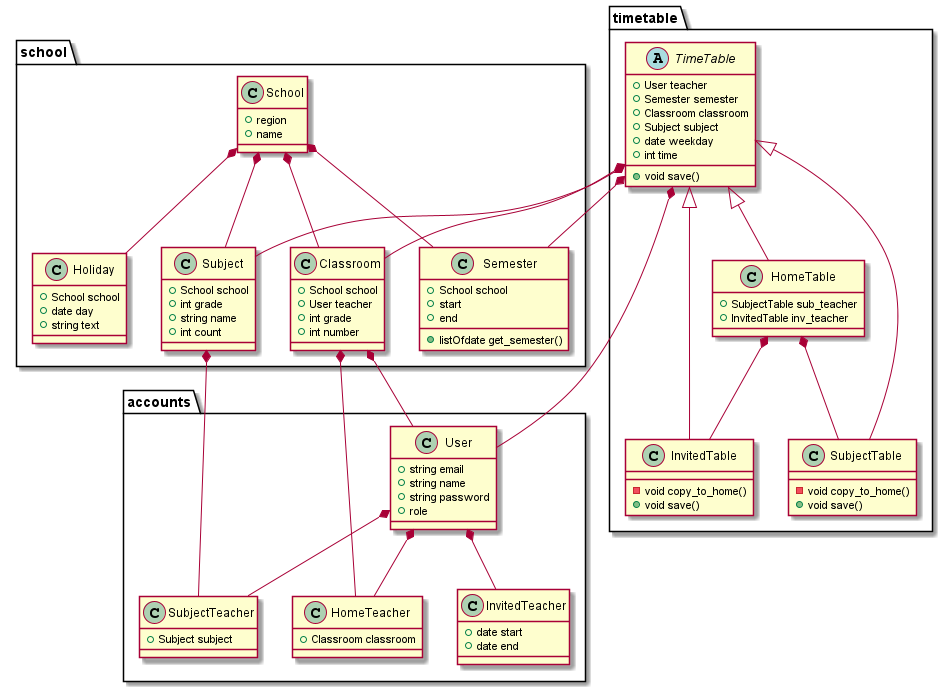 school
C School
region
name
C Holiday
School school
date day
string text
C Subject
School school
int grade
string name
int count
C Classroom
School school
User teacher
int grade
int number
C Semester
School school
start
end
listOfdate get_semester()
timetable
A TimeTable
User teacher
Semester semester
Classroom classroom
Subject subject
date weekday
int time
void save()
C HomeTable
SubjectTable sub_teacher
InvitedTable inv_teacher
C InvitedTable
void copy_to_home()
void save()
C SubjectTable
void copy_to_home()
void save()
accounts
C User
string email
string name
string password
role
C SubjectTeacher
Subject subject
C HomeTeacher
Classroom classroom
C InvitedTeacher
date start
date end